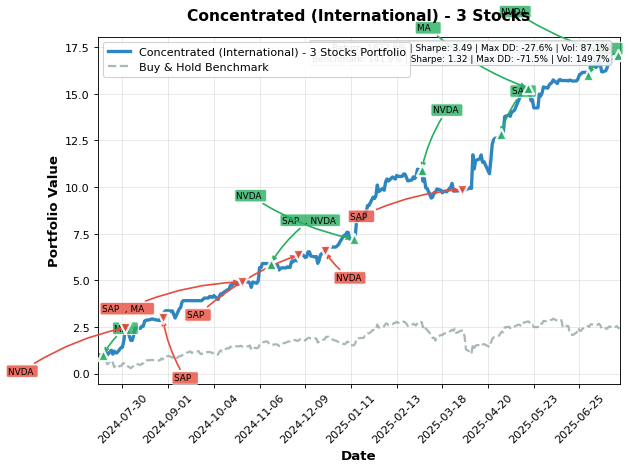 Concentrated (International) - 3 Stocks
NVDA
MA
Concentrated (International) - 3 Stocks Portfolio
Buy & Hold Benchmark
| Sharpe: 3.49 | Max DD: -27.6% | Vol: 87.1%
Sharpe: 1.32 | Max DD: -71.5% | Vol: 149.7%
NVDA
NVDA
SAP
SAP , NVDA
NVDA
SAP , MA
SAP
NVDA
SAP
Portfolio Value
17.5
15.0
12.5
10.0
7.5
5.0
2.5
0.0
2024-07-30
2024-09-01
2024-10-04
2024-11-06
2024-12-09
2025-01-11
2025-02-13
2025-03-18
2025-04-20
2025-05-23
2025-06-25
Date